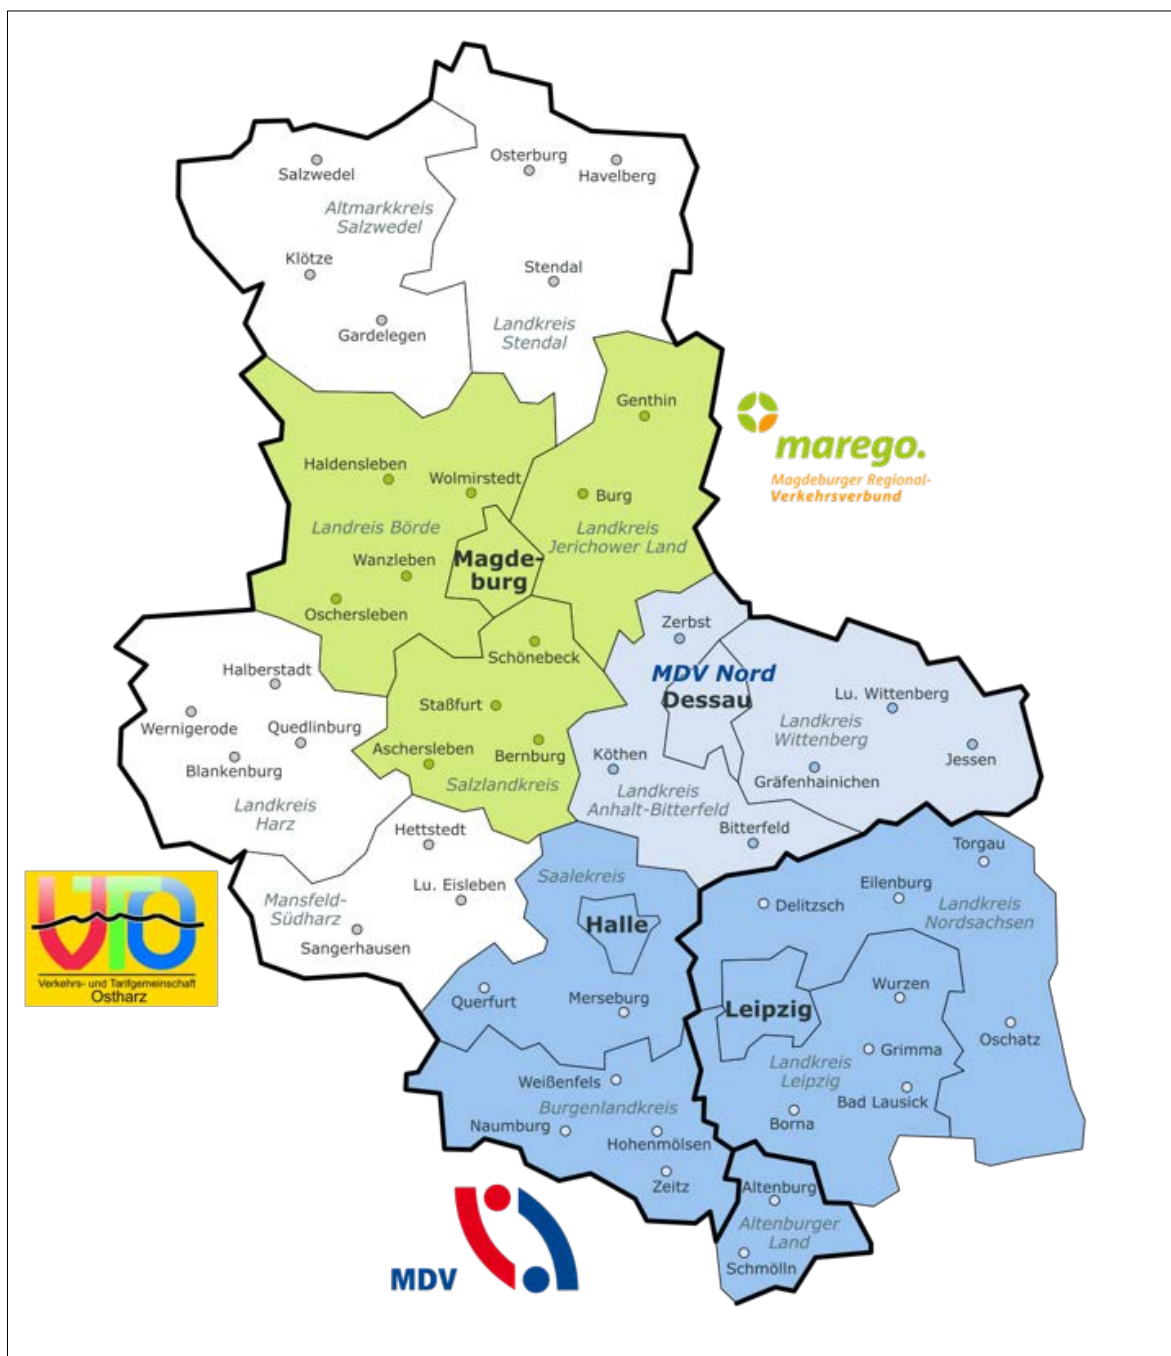 Osterburg
Havelberg
Salzwedel
Altmarkkreis
Salzwedel
Klötze
Stendal
Gardelegen
Landkreis
Stendal
Genthin
marego.
Magdeburger Regional-
Verkehrsverbund
Haldensleben
Wolmirstedt
Burg
Landreis Börde
Landkreis
Jerichower Land
Wanzleben
Magde-
burg
Oschersleben
Zerbst
Schönebeck
Halberstadt
MDV Nord
Dessau
Lu. Wittenberg
Staßfurt
Landkreis
Wittenberg
Wernigerode
Quedlinburg
Aschersleben
Bernburg
Köthen
Jessen
Blankenburg
Salzlandkreis
Gräfenhainichen
Landkreis
Anhalt-Bitterfeld
Landkreis
Harz
Hettstedt
Bitterfeld
Torgau
Saalekreis
Lu. Eisleben
Eilenburg
Mansfeld-
Südharz
Delitzsch
Landkreis
Nordsachsen
Halle
Sangerhausen
VTO
Verkehrs- und Tarifgemeinschaft
Ostharz
Querfurt
Merseburg
Wurzen
Leipzig
Oschatz
Grimma
Landkreis
Leipzig
Weißenfels
Bad Lausick
Burgenlandkreis
Borna
Naumburg
Hohenmölsen
Zeitz
Altenburg
Altenburger
Land
Schmölln
MDV